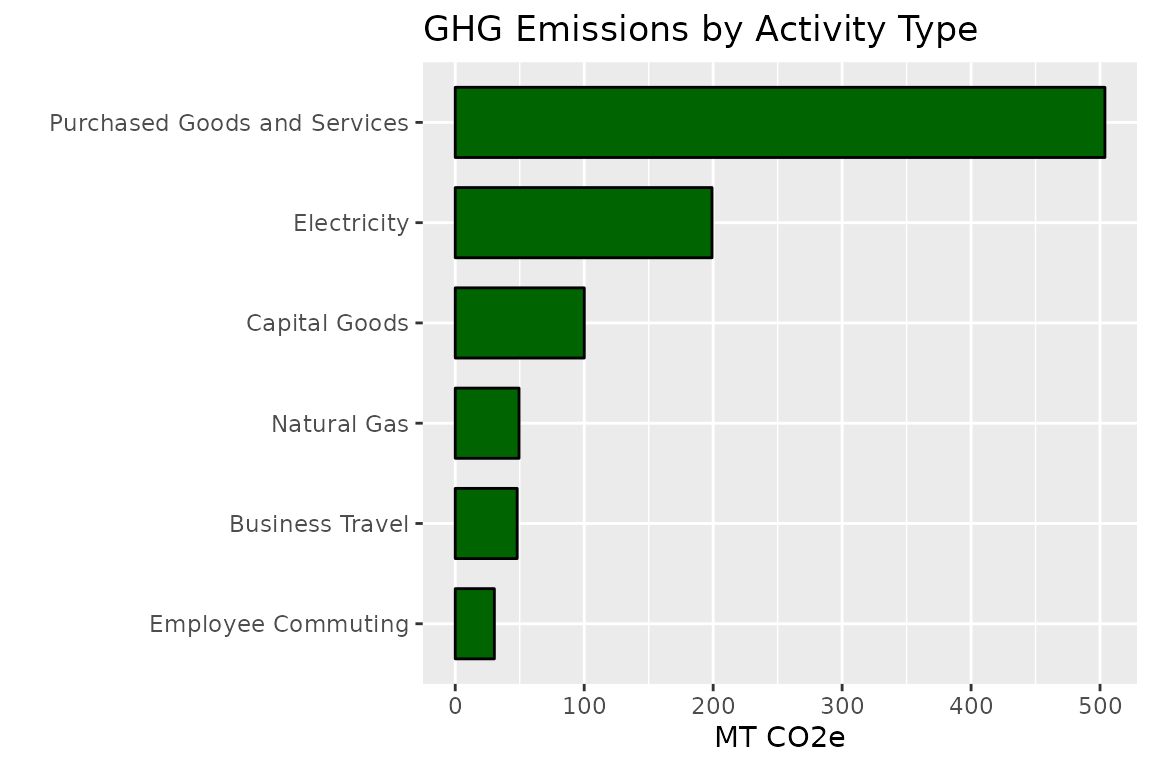 GHG Emissions by Activity Type
Purchased Goods and Services
Electricity
Capital Goods
Natural Gas
Business Travel
Employee Commuting
0 100 200 300 400 500
MT CO2e